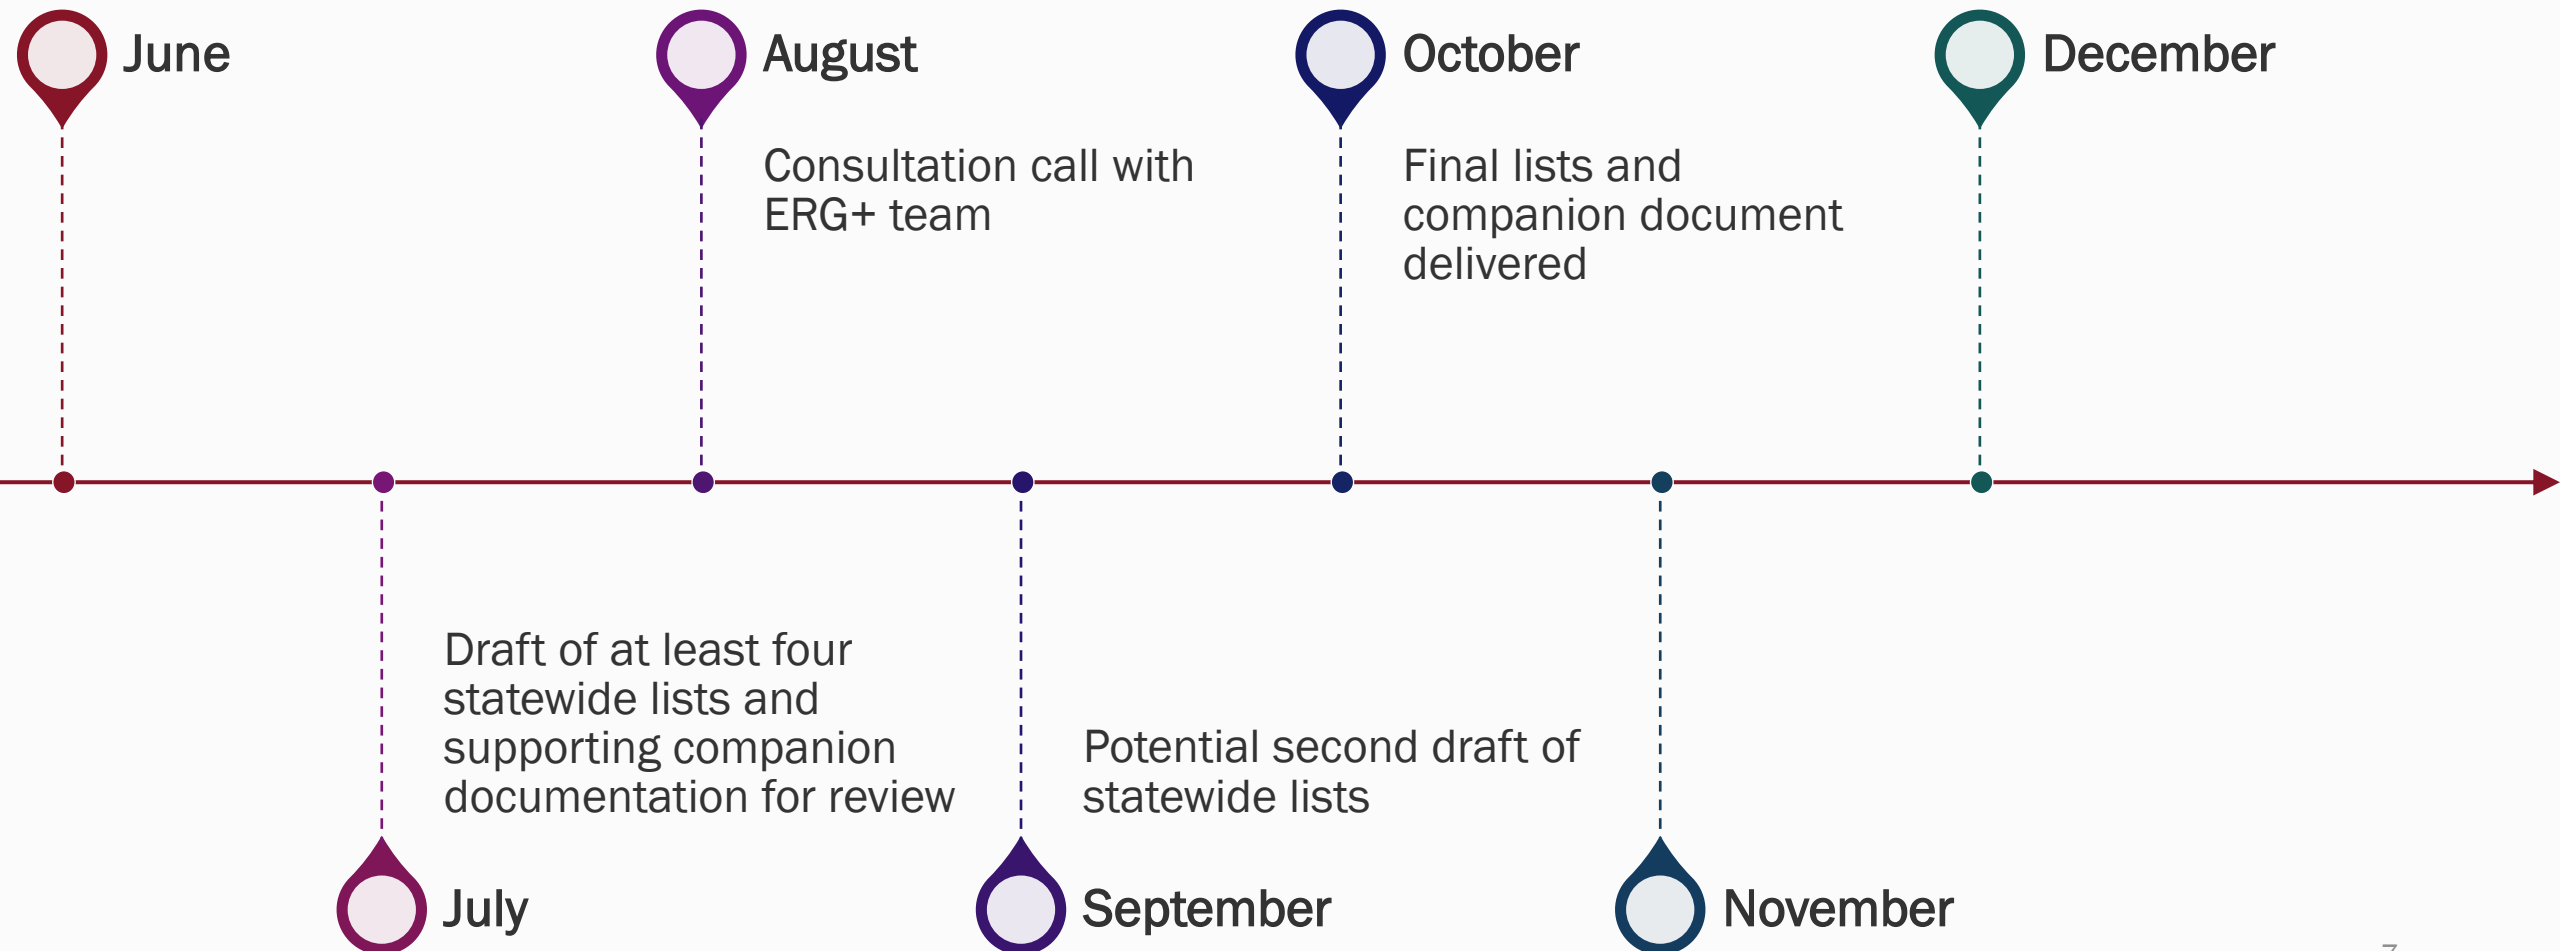 June
August
Consultation call with
ERG+ team
October
Final lists and
companion document
delivered
December
Draft of at least four
statewide lists and
supporting companion
documentation for review
July
Potential second draft of
statewide lists
September
November